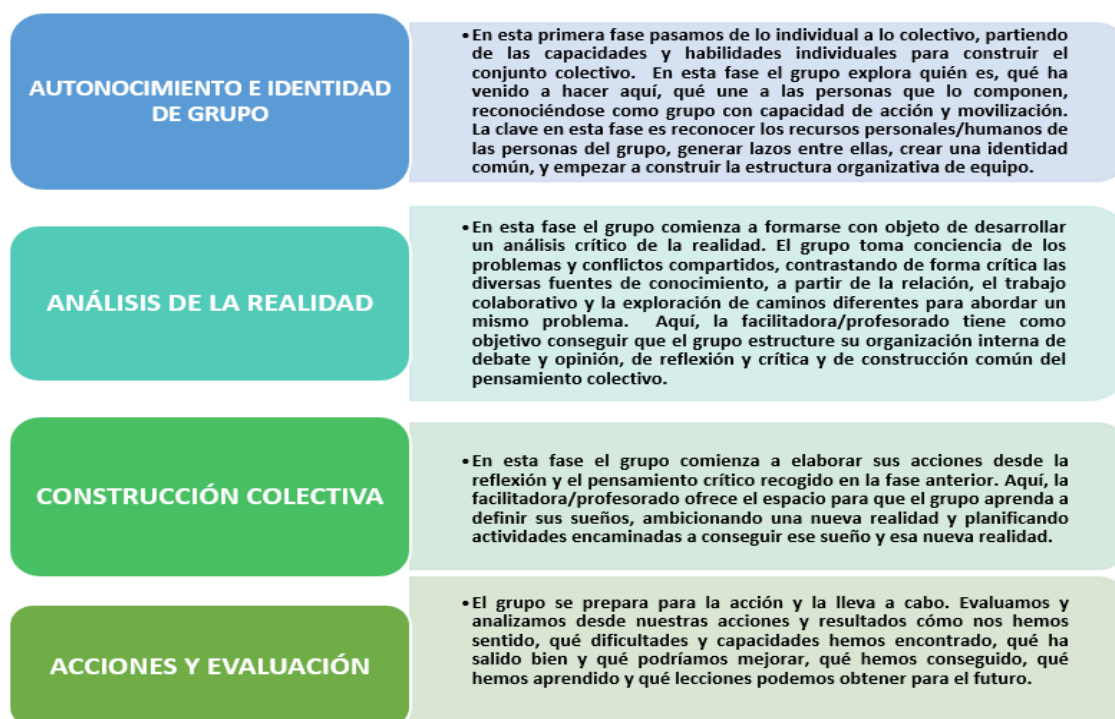 AUTONOCIMIENTO E IDENTIDAD
DE GRUPO
•En esta primera fase pasamos de lo individual a lo colectivo, partiendo
de las capacidades y habilidades individuales para construir el
conjunto colectivo. En esta fase el grupo explora quién es, qué ha
venido a hacer aquí, qué une a las personas que lo componen,
reconociéndose como grupo con capacidad de acción y movilización.
La clave en esta fase es reconocer los recursos personales/humanos de
las personas del grupo, generar lazos entre ellas, crear una identidad
común, y empezar a construir la estructura organizativa de equipo.
ANÁLISIS DE LA REALIDAD
•En esta fase el grupo comienza a formarse con objeto de desarrollar
un análisis crítico de la realidad. El grupo toma conciencia de los
problemas y conflictos compartidos, contrastando de forma crítica las
diversas fuentes de conocimiento, a partir de la relación, el trabajo
colaborativo y la exploración de caminos diferentes para abordar un
mismo problema. Aquí, la facilitadora/profesorado tiene como
objetivo conseguir que el grupo estructure su organización interna de
debate y opinión, de reflexión y crítica y de construcción común del
pensamiento colectivo.
CONSTRUCCIÓN COLECTIVA
•En esta fase el grupo comienza a elaborar sus acciones desde la
reflexión y el pensamiento crítico recogido en la fase anterior. Aquí, la
facilitadora/profesorado ofrece el espacio para que el grupo aprenda a
definir sus sueños, ambicionando una nueva realidad y planificando
actividades encaminadas a conseguir ese sueño y esa nueva realidad.
ACCIONES Y EVALUACIÓN
•El grupo se prepara para la acción y la lleva a cabo. Evaluamos y
analizamos desde nuestras acciones y resultados cómo nos hemos
sentido, qué dificultades y capacidades hemos encontrado, qué ha
salido bien y qué podríamos mejorar, qué hemos conseguido, qué
hemos aprendido y qué lecciones podemos obtener para el futuro.